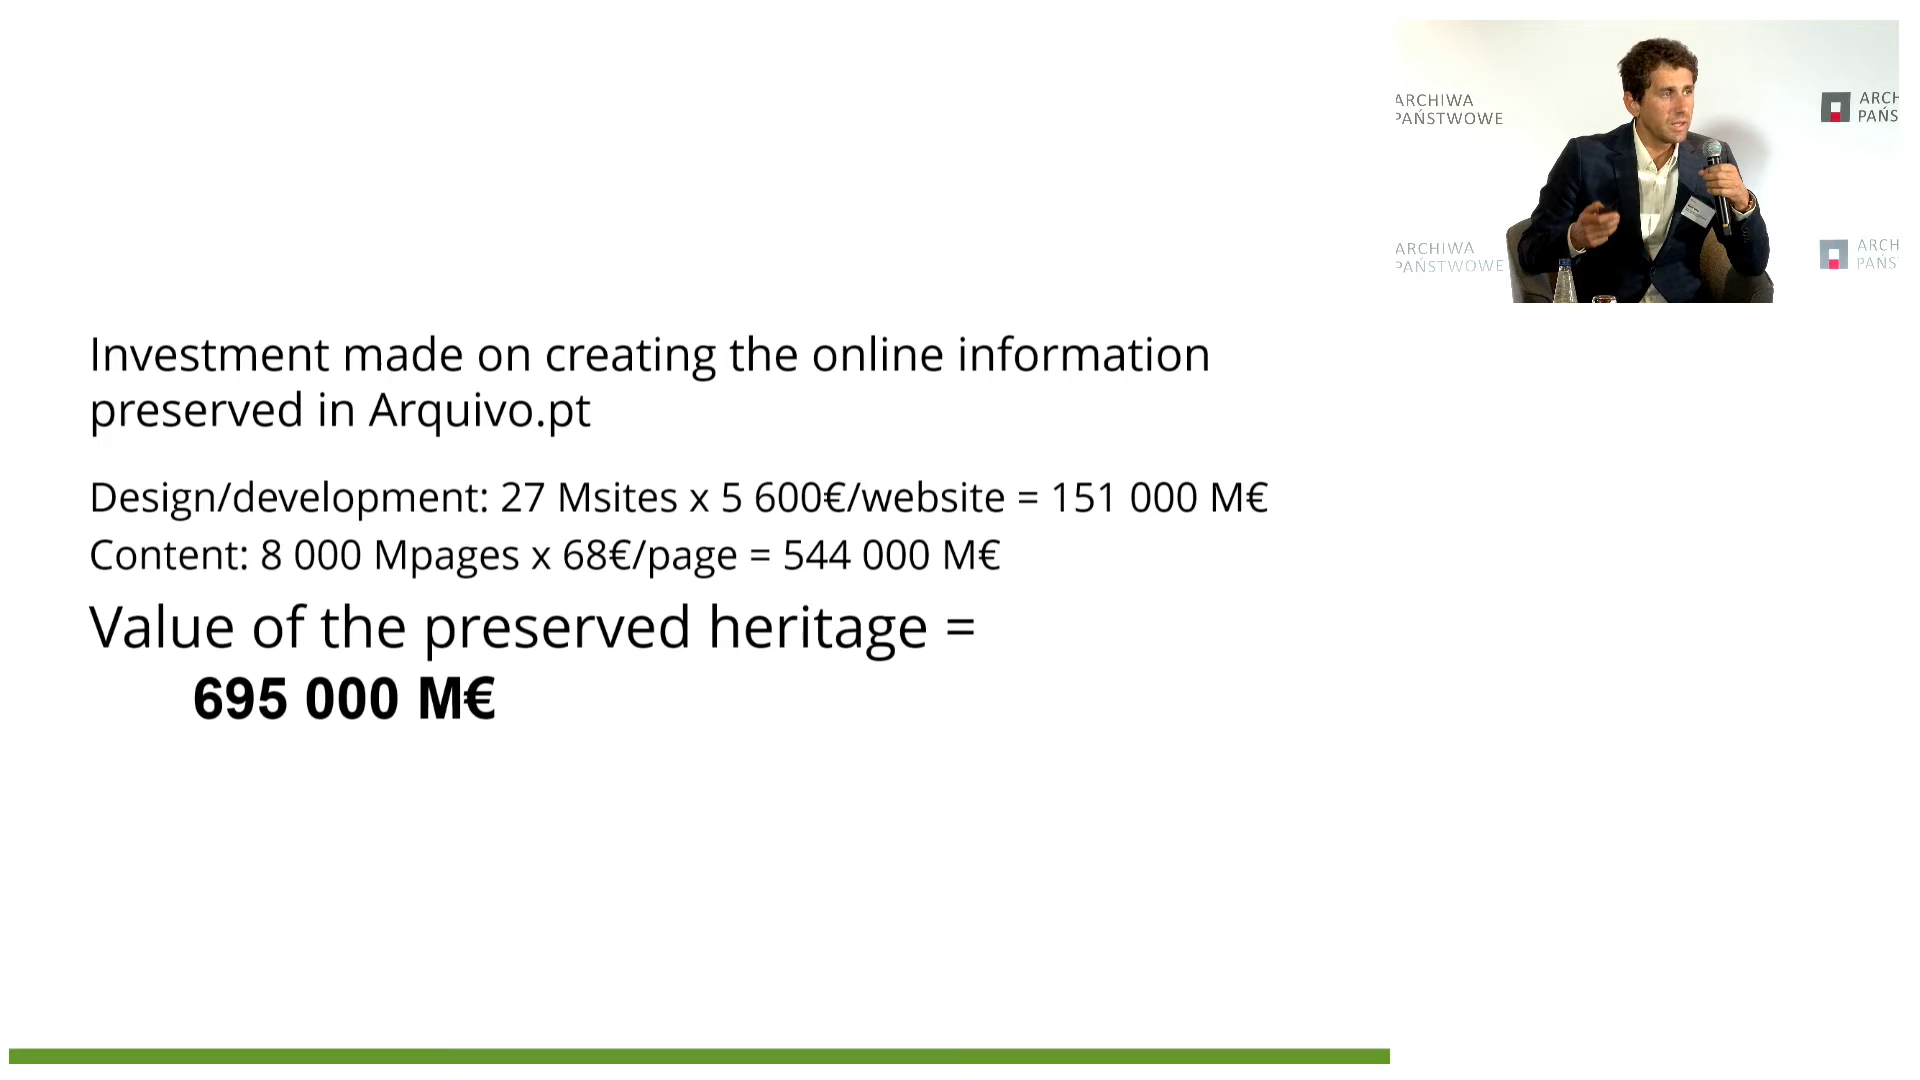 Investment made on creating the online information
preserved in Arquivo.pt
Design/development: 27 Msites x 5 600€/website = 151 000 M€
Content: 8 000 Mpages x 68€/page = 544 000 M€
Value of the preserved heritage =
695 000 M€
ARCHIWA
PAŃSTWOWE
ARCH
PAŃS
ARCHIWA
PAŃSTWOWE
ARCH
PAŃS